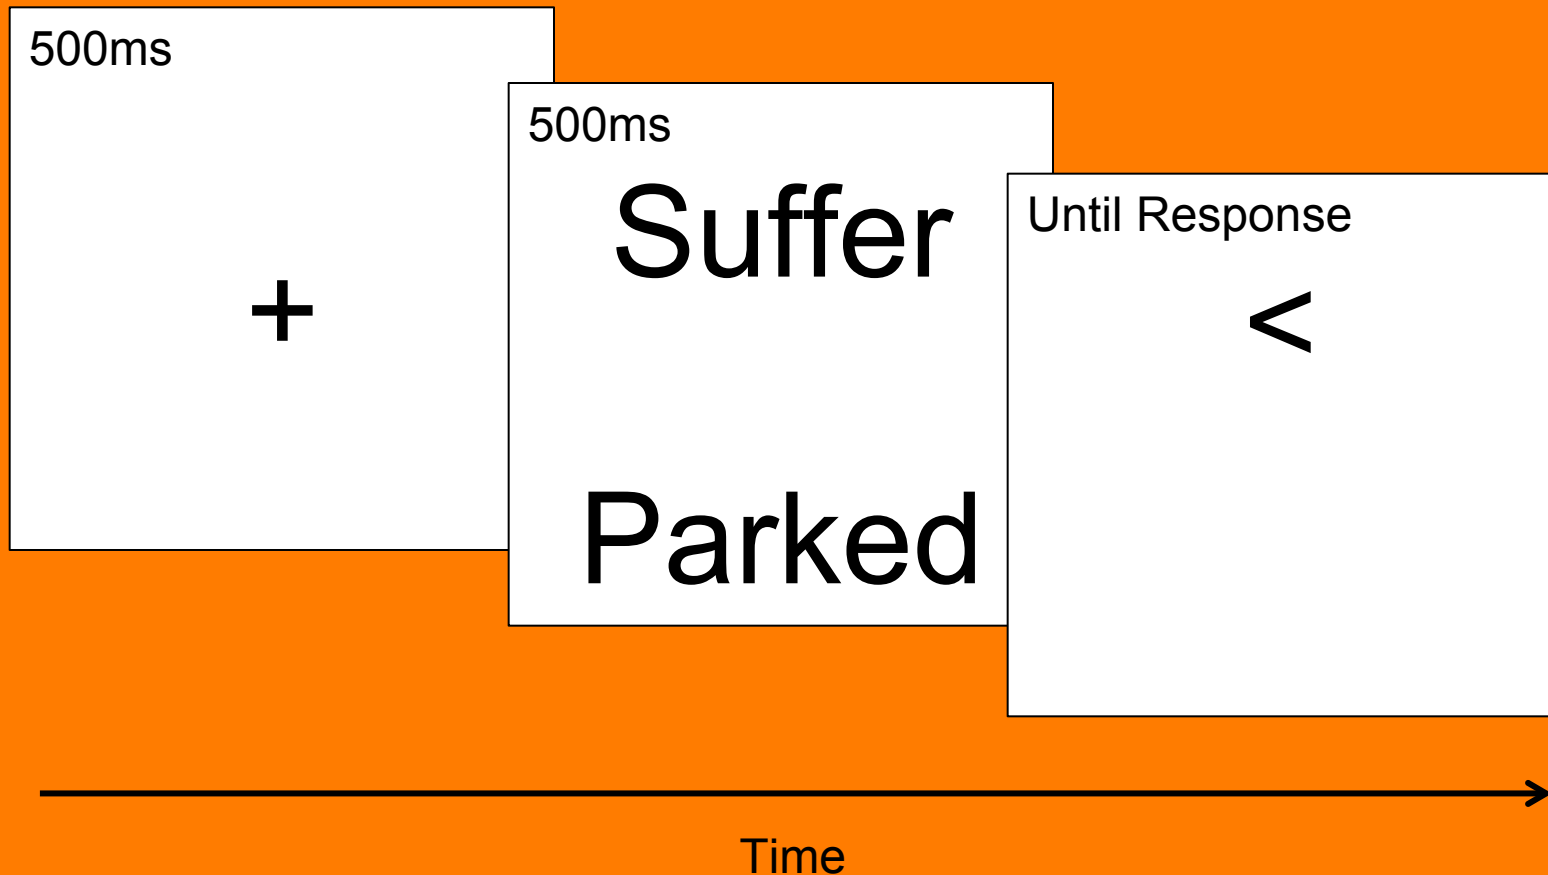 500ms
+
500ms
Suffer
Parked
Until Response
<
Time